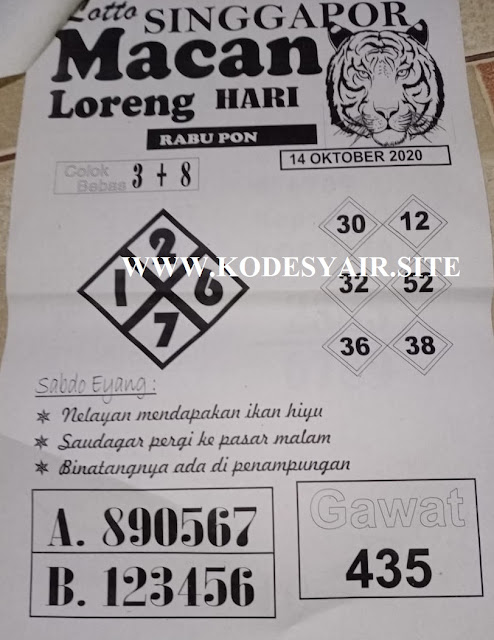 Lotto SINGGAPOR
Macan
Loreng HARI
RABU PON
14 OKTOBER 2020
Colok
Bebas 3 + 8
30 12
2
WWW.KODESYAIR.SITE
1 6
32 52
7
36 38
Sabdo Eyang :
Nelayan mendapakan ikan hiyu
Saudagar pergi ke pasar malam
Binatangnya ada di penampungan
A. 890567
B. 123456
Gawat
435